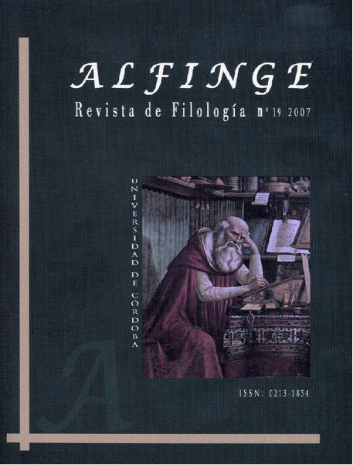 ALFINGE
Revista de Filología nº 19 2007
UNIVERSIDAD DE CÓRDOBA
A
ISSN: 0213-1854